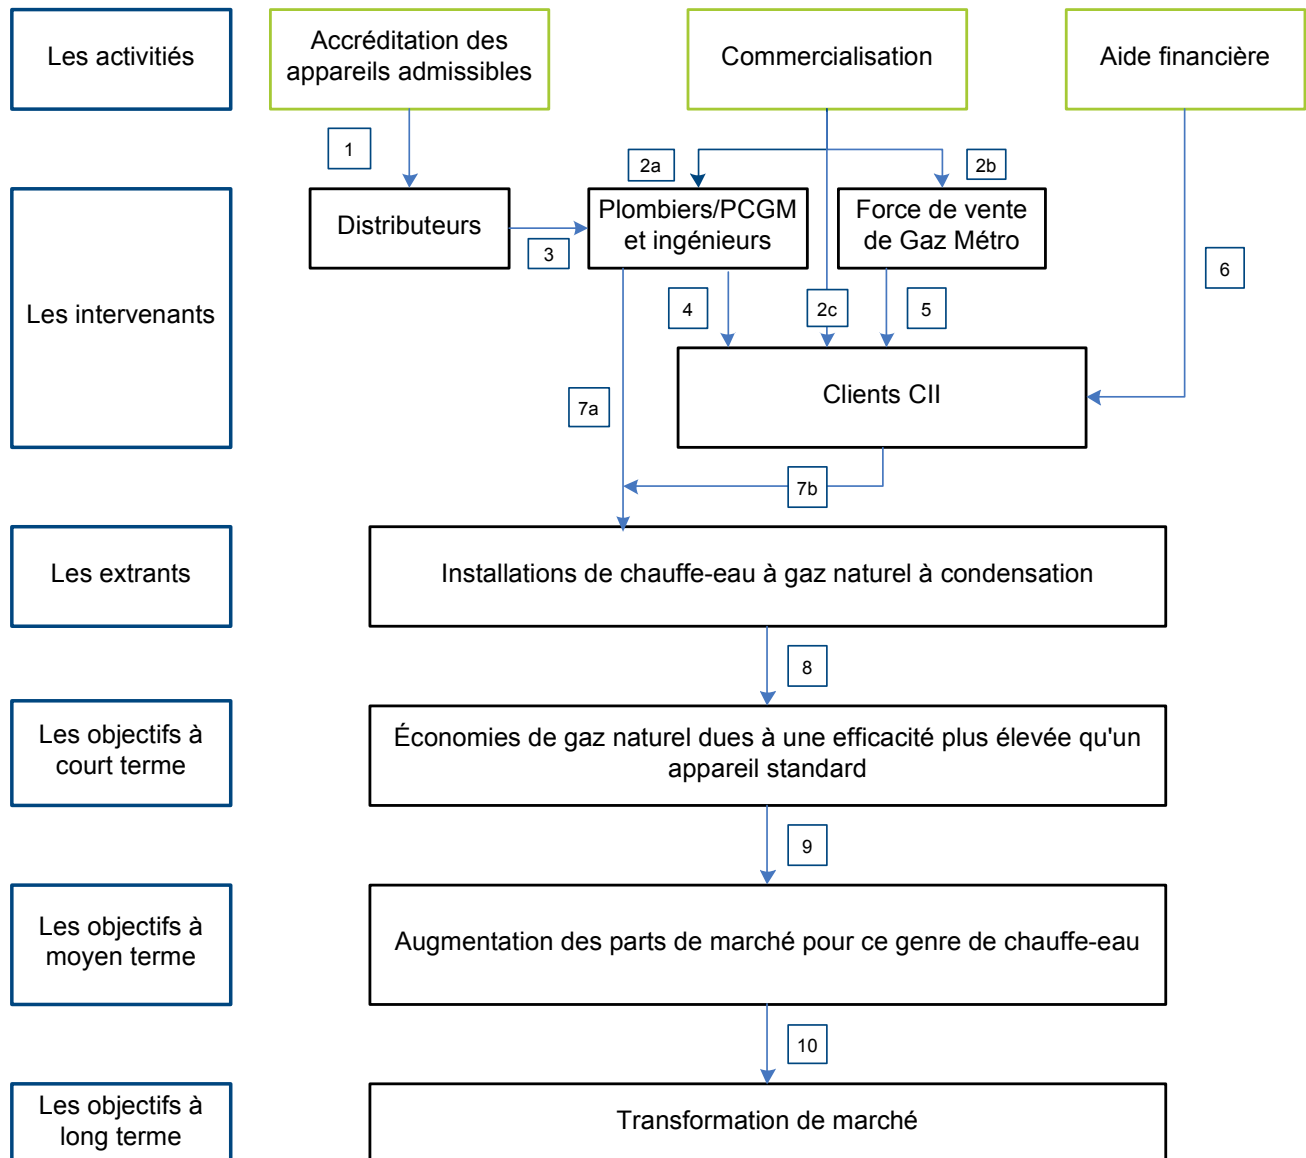 Les activitiés
Accréditation des
appareils admissibles
Commercialisation
Aide financière
1
2a
2b
Les intervenants
Distributeurs
3
Plombiers/PCGM
et ingénieurs
Force de vente
de Gaz Métro
6
4
2c
5
Clients CII
7a
7b
Les extrants
Installations de chauffe-eau à gaz naturel à condensation
8
Les objectifs à
court terme
Économies de gaz naturel dues à une efficacité plus élevée qu'un
appareil standard
9
Les objectifs à
moyen terme
Augmentation des parts de marché pour ce genre de chauffe-eau
10
Les objectifs à
long terme
Transformation de marché